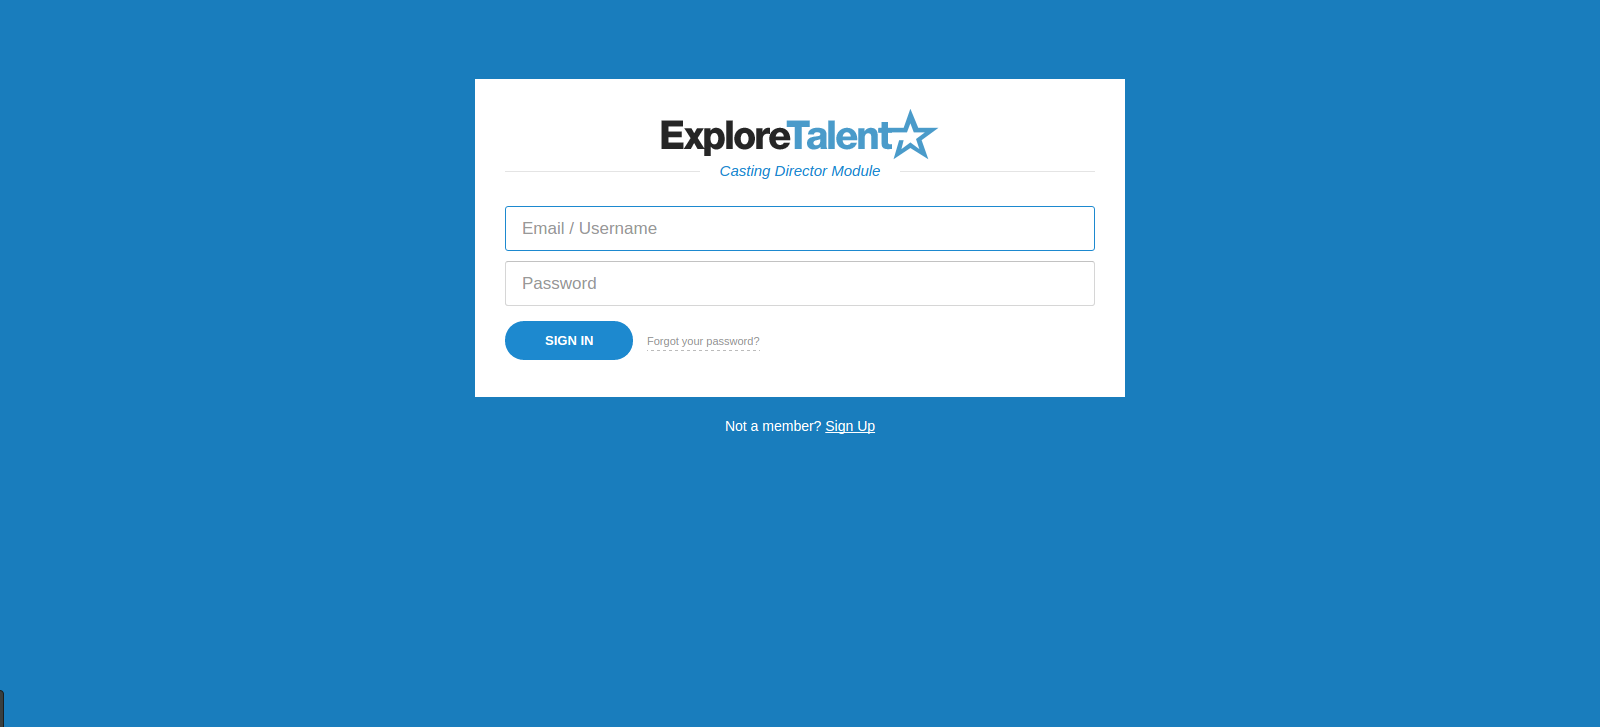 ExploreTalent
Casting Director Module
Email / Username
Password
SIGN IN Forgot your password?
Not a member? Sign Up